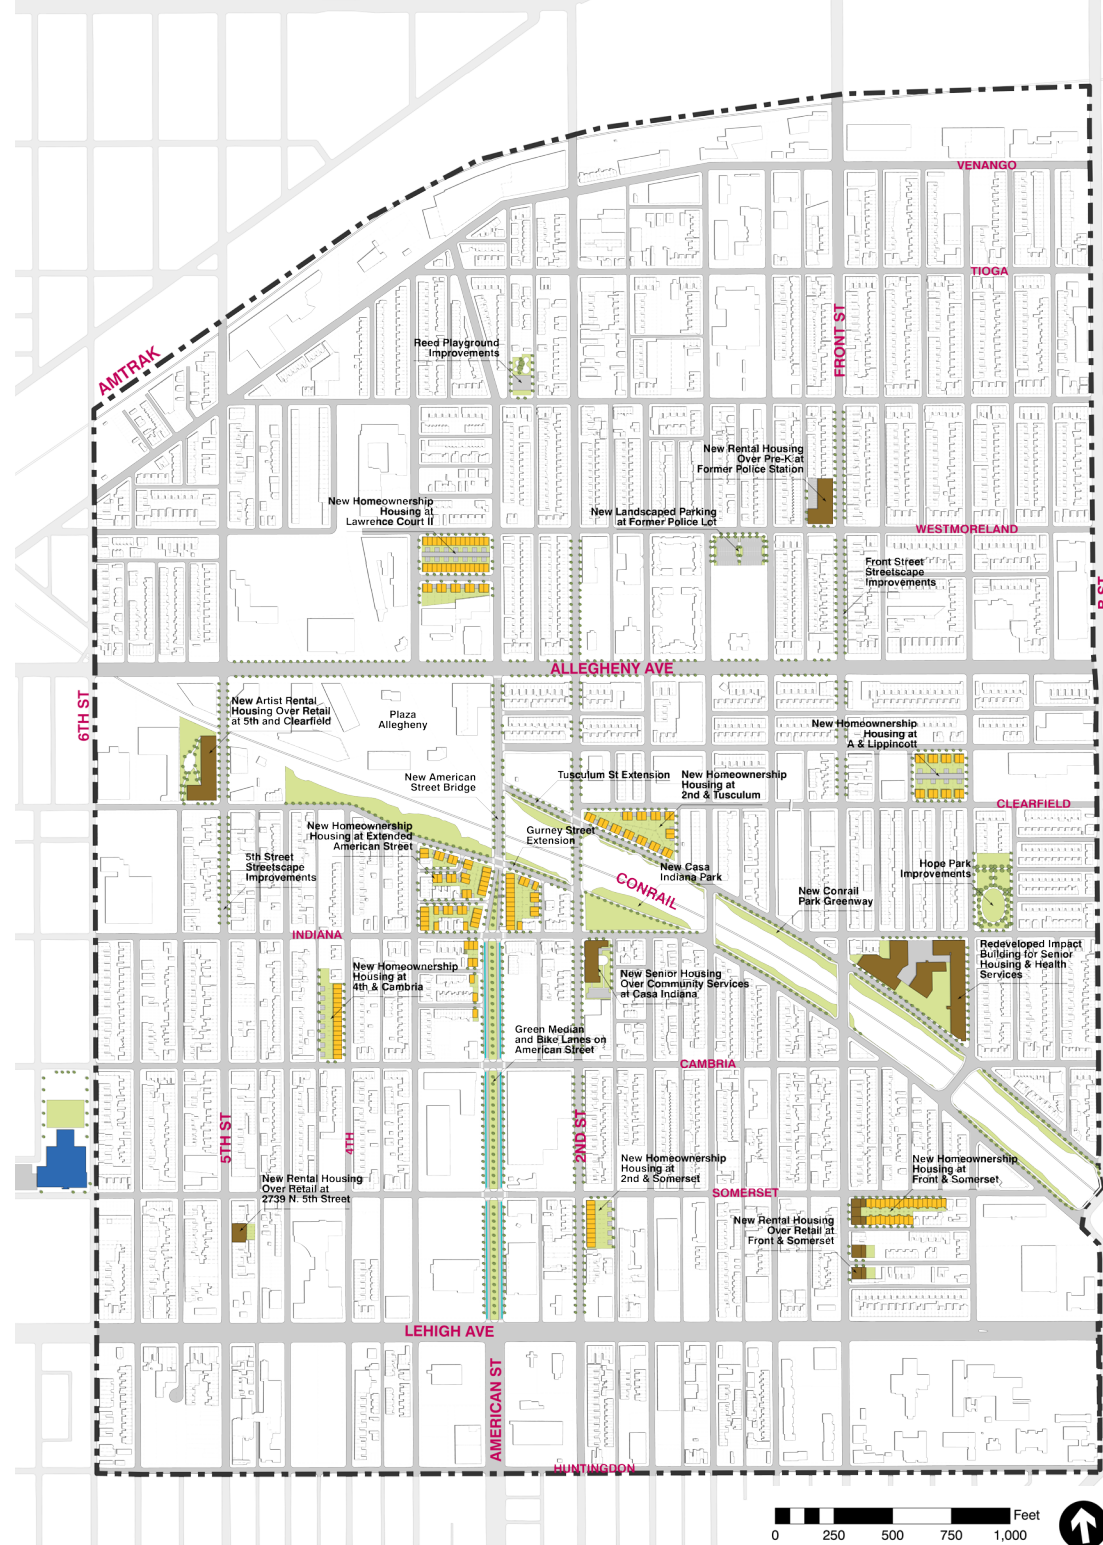 VENANGO
TIOGA
FRONT ST
AMTRAK
Reed Playground
Improvements
New Rental Housing
Over Pre-K at
Former Police Station
New Homeownership
Housing at
Lawrence Court II
New Landscaped Parking
at Former Police Lot
WESTMORELAND
Front Street
Streetscape
Improvements
B ST
ALLEGHENY AVE
6TH ST
New Artist Rental
Housing Over Retail
at 5th and Clearfield
Plaza
Allegheny
New Homeownership
Housing at
A & Lippincott
New American
Street Bridge
Tusculum St Extension
New Homeownership
Housing at
2nd & Tusculum
CLEARFIELD
New Homeownership
Housing at Extended
American Street
Gurney Street
Extension
5th Street
Streetscape
Improvements
New Casa
Indiana Park
Hope Park
Improvements
CONRAIL
New Conrail
Park Greenway
INDIANA
Redeveloped Impact
Building for Senior
Housing & Health
Services
New Homeownership
Housing at
4th & Cambria
New Senior Housing
Over Community Services
at Casa Indiana
Green Median
and Bike Lanes on
American Street
CAMBRIA
5TH ST
4TH
2ND ST
New Homeownership
Housing at
2nd & Somerset
New Homeownership
Housing at
Front & Somerset
New Rental Housing
Over Retail at
2739 N. 5th Street
SOMERSET
New Rental Housing
Over Retail at
Front & Somerset
LEHIGH AVE
AMERICAN ST
HUNTINGDON
Feet
0 250 500 750 1,000